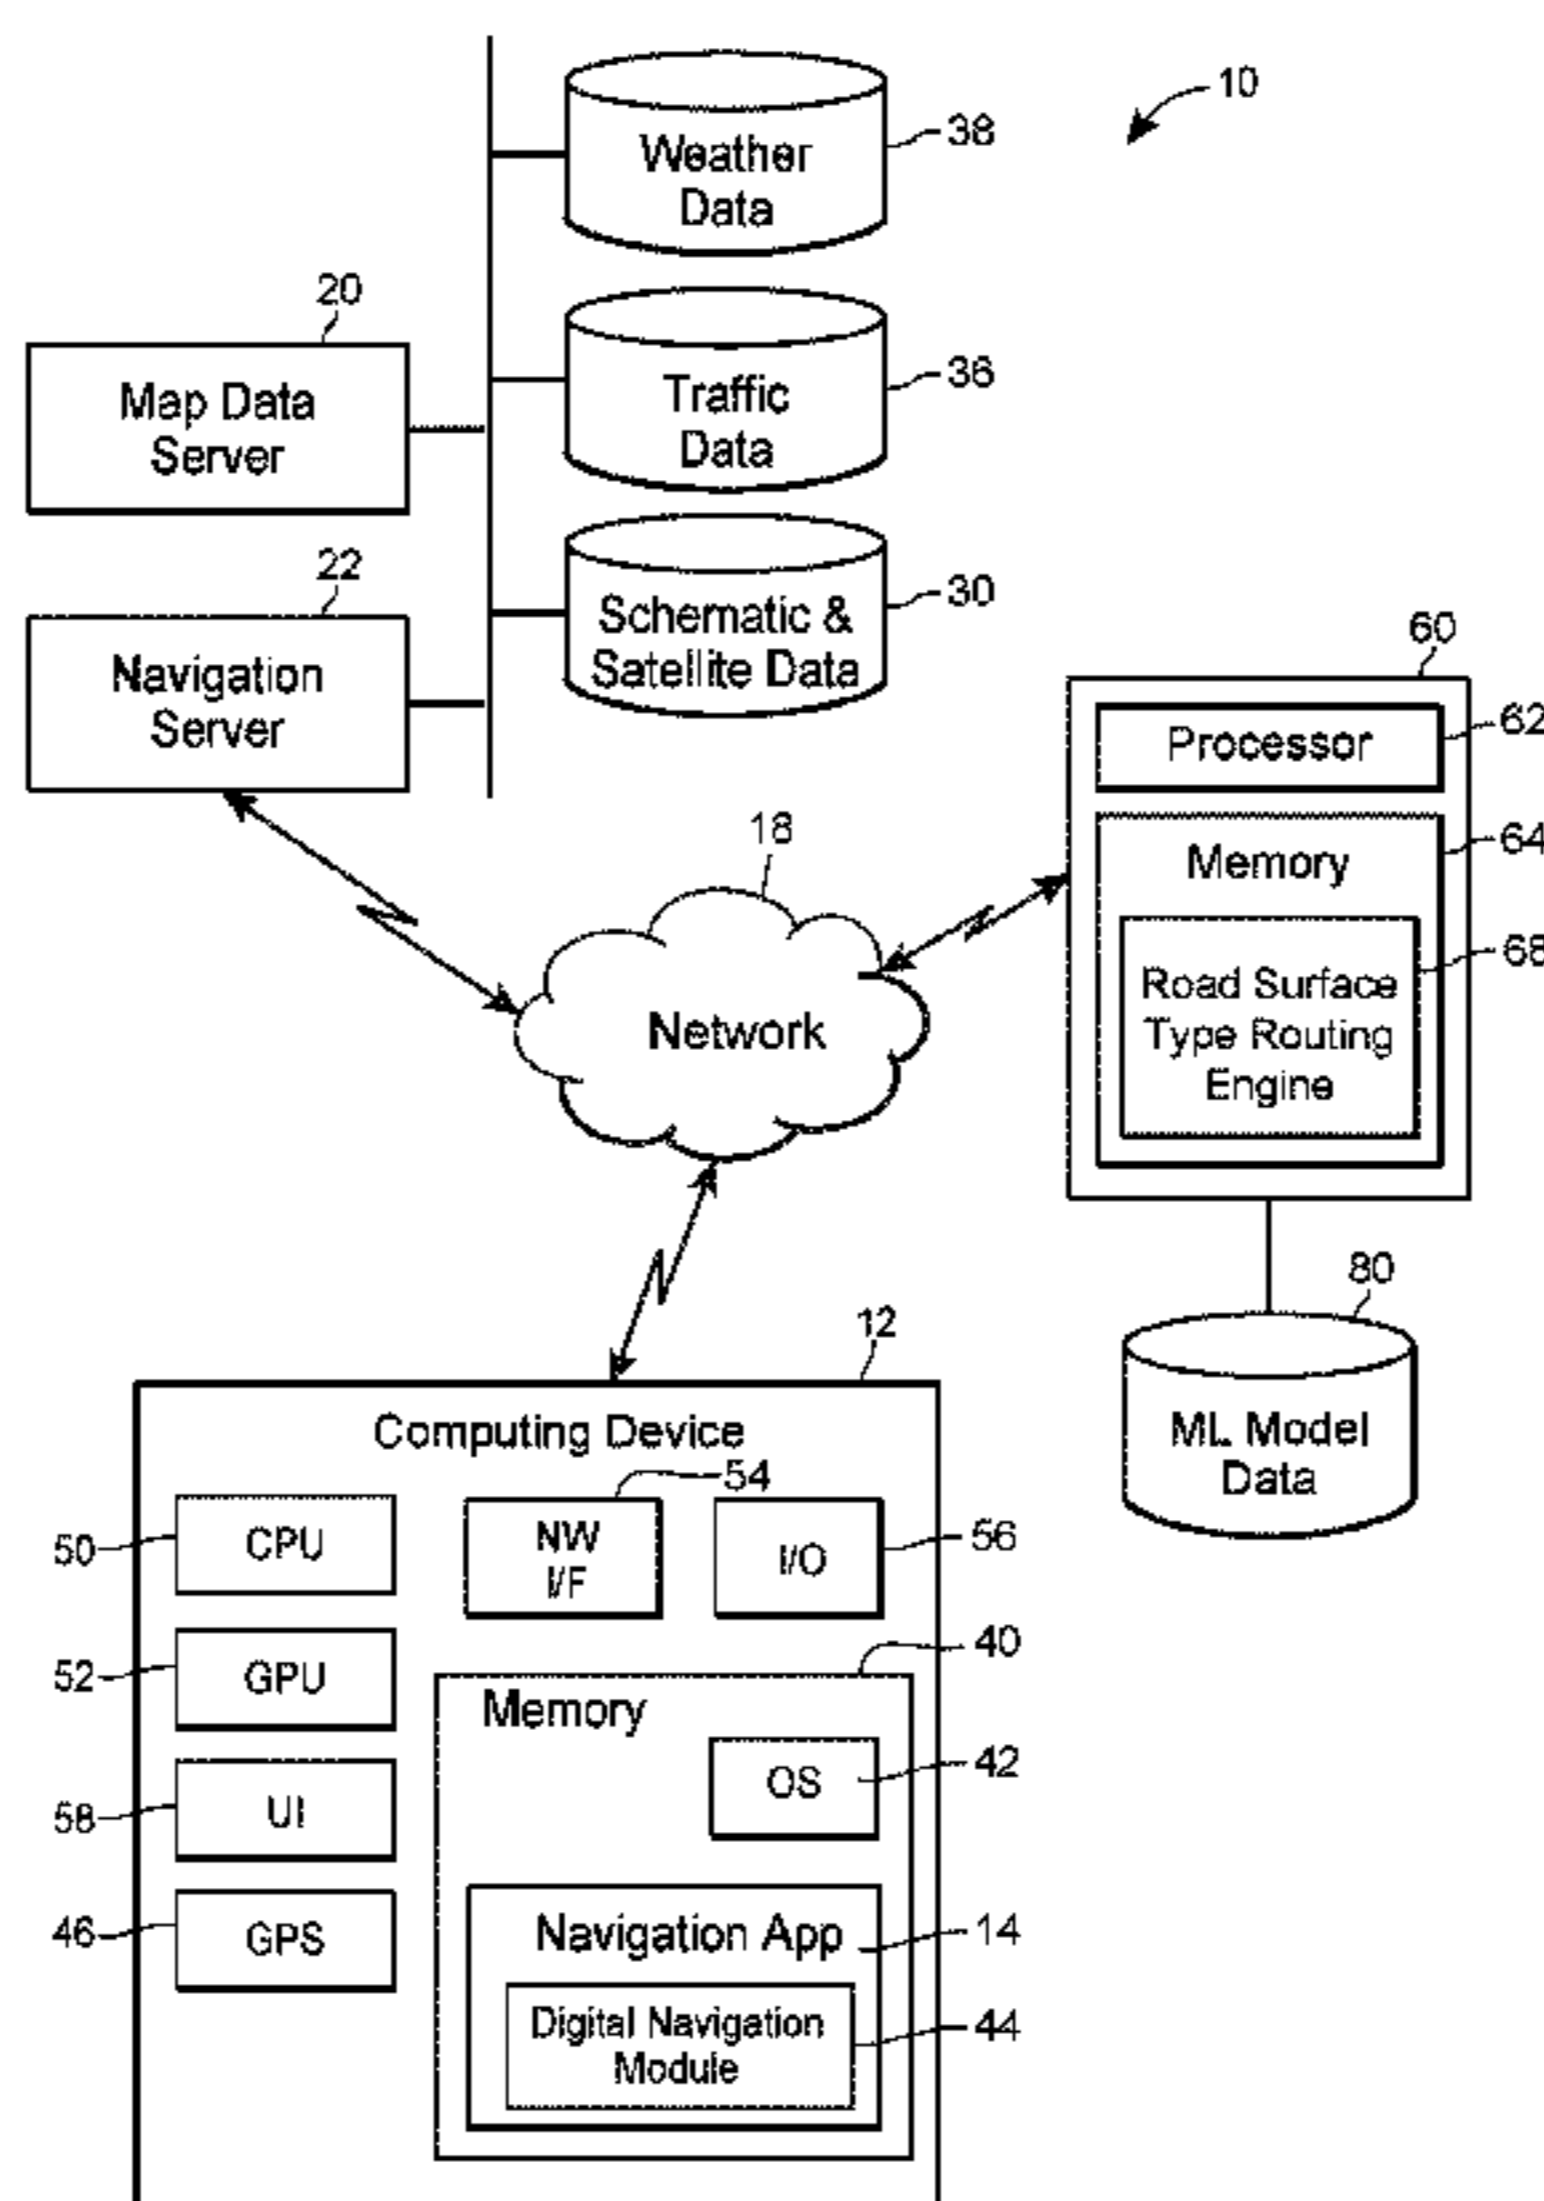 10
38
Weather
Data
20
36
Map Data
Server
Traffic
Data
22
30
Navigation
Server
Schematic &
Satellite Data
60
62
Processor
64
Memory
68
Road Surface
Type Routing
Engine
18
Network
80
ML Model
Data
12
Computing Device
54
50
CPU
NW
I/F
I/O
56
52
GPU
40
Memory
OS
42
58
UI
46
GPS
Navigation App
14
Digital Navigation
Module
44